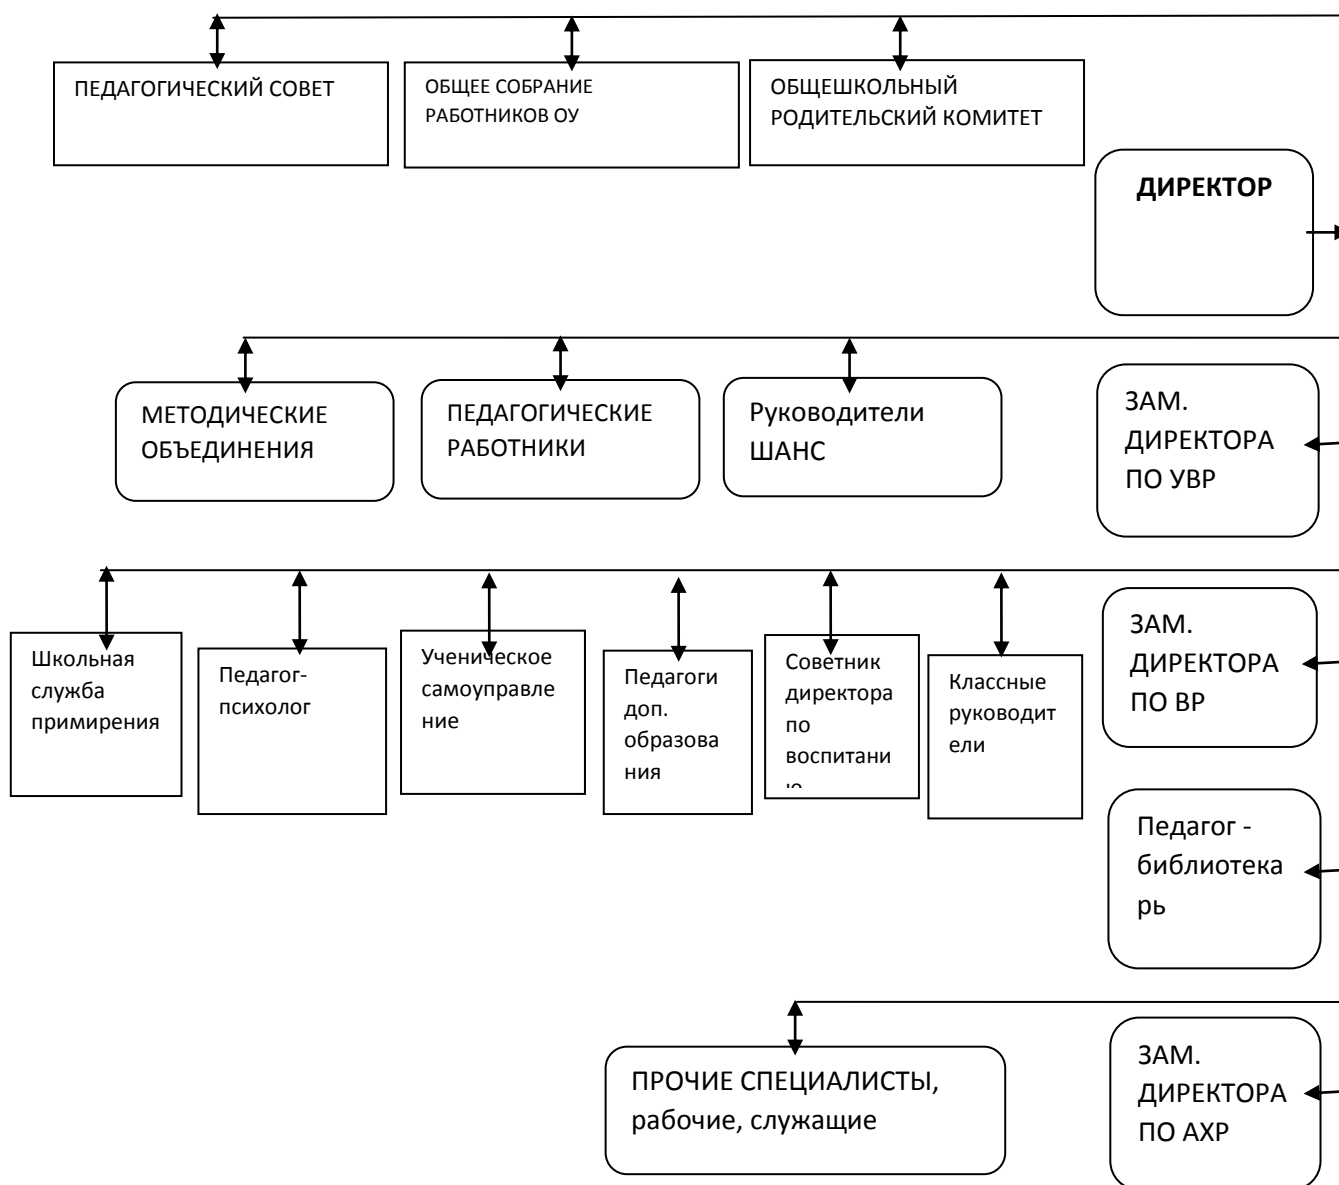 ПЕДАГОГИЧЕСКИЙ СОВЕТ
ОБЩЕЕ СОБРАНИЕ
РАБОТНИКОВ ОУ
ОБЩЕШКОЛЬНЫЙ
РОДИТЕЛЬСКИЙ КОМИТЕТ
ДИРЕКТОР
МЕТОДИЧЕСКИЕ
ОБЪЕДИНЕНИЯ
ПЕДАГОГИЧЕСКИЕ
РАБОТНИКИ
Руководители
ШАНС
ЗАМ.
ДИРЕКТОРА
ПО УВР
Школьная
служба
примирения
Педагог-
психолог
Ученическое
самоуправле
ние
Педагоги
доп.
образова
ния
Советник
директора
по
воспитани
ю
Классные
руководит
ели
ЗАМ.
ДИРЕКТОРА
ПО ВР
Педагог -
библиотека
рь
ПРОЧИЕ СПЕЦИАЛИСТЫ,
рабочие, служащие
ЗАМ.
ДИРЕКТОРА
ПО АХР